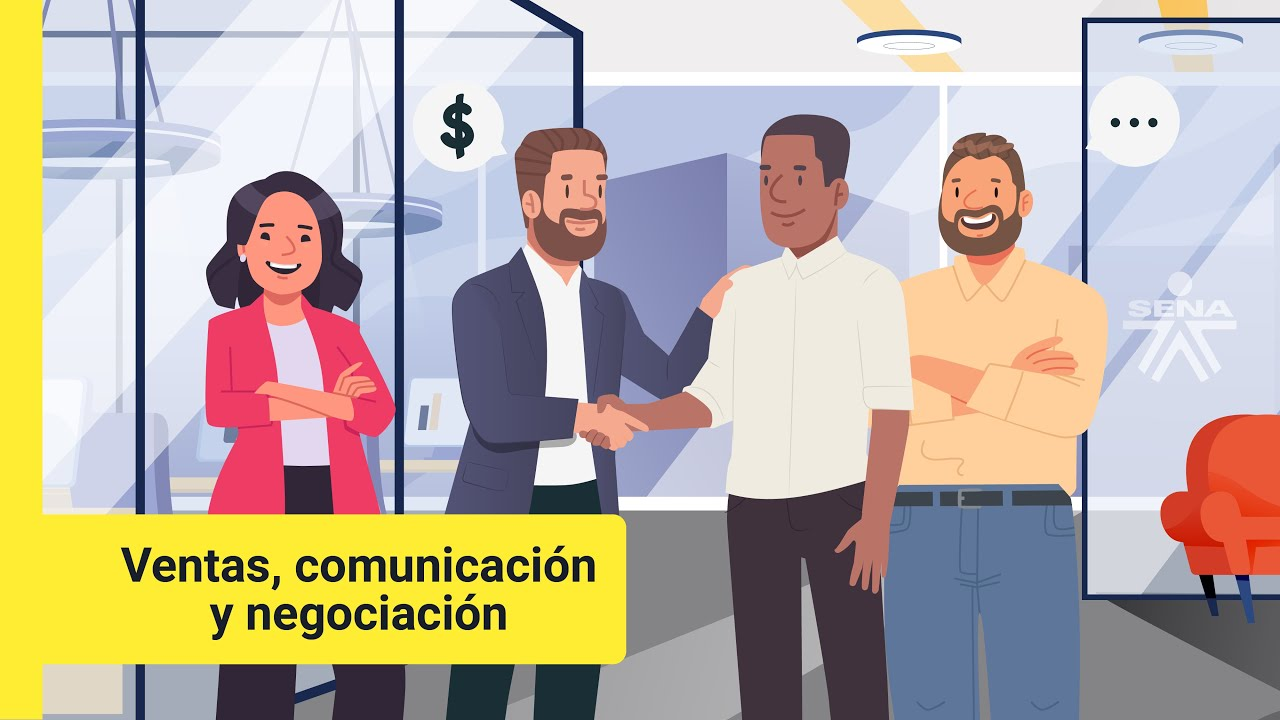 $
...
SENA
Ventas, comunicación
y negociación